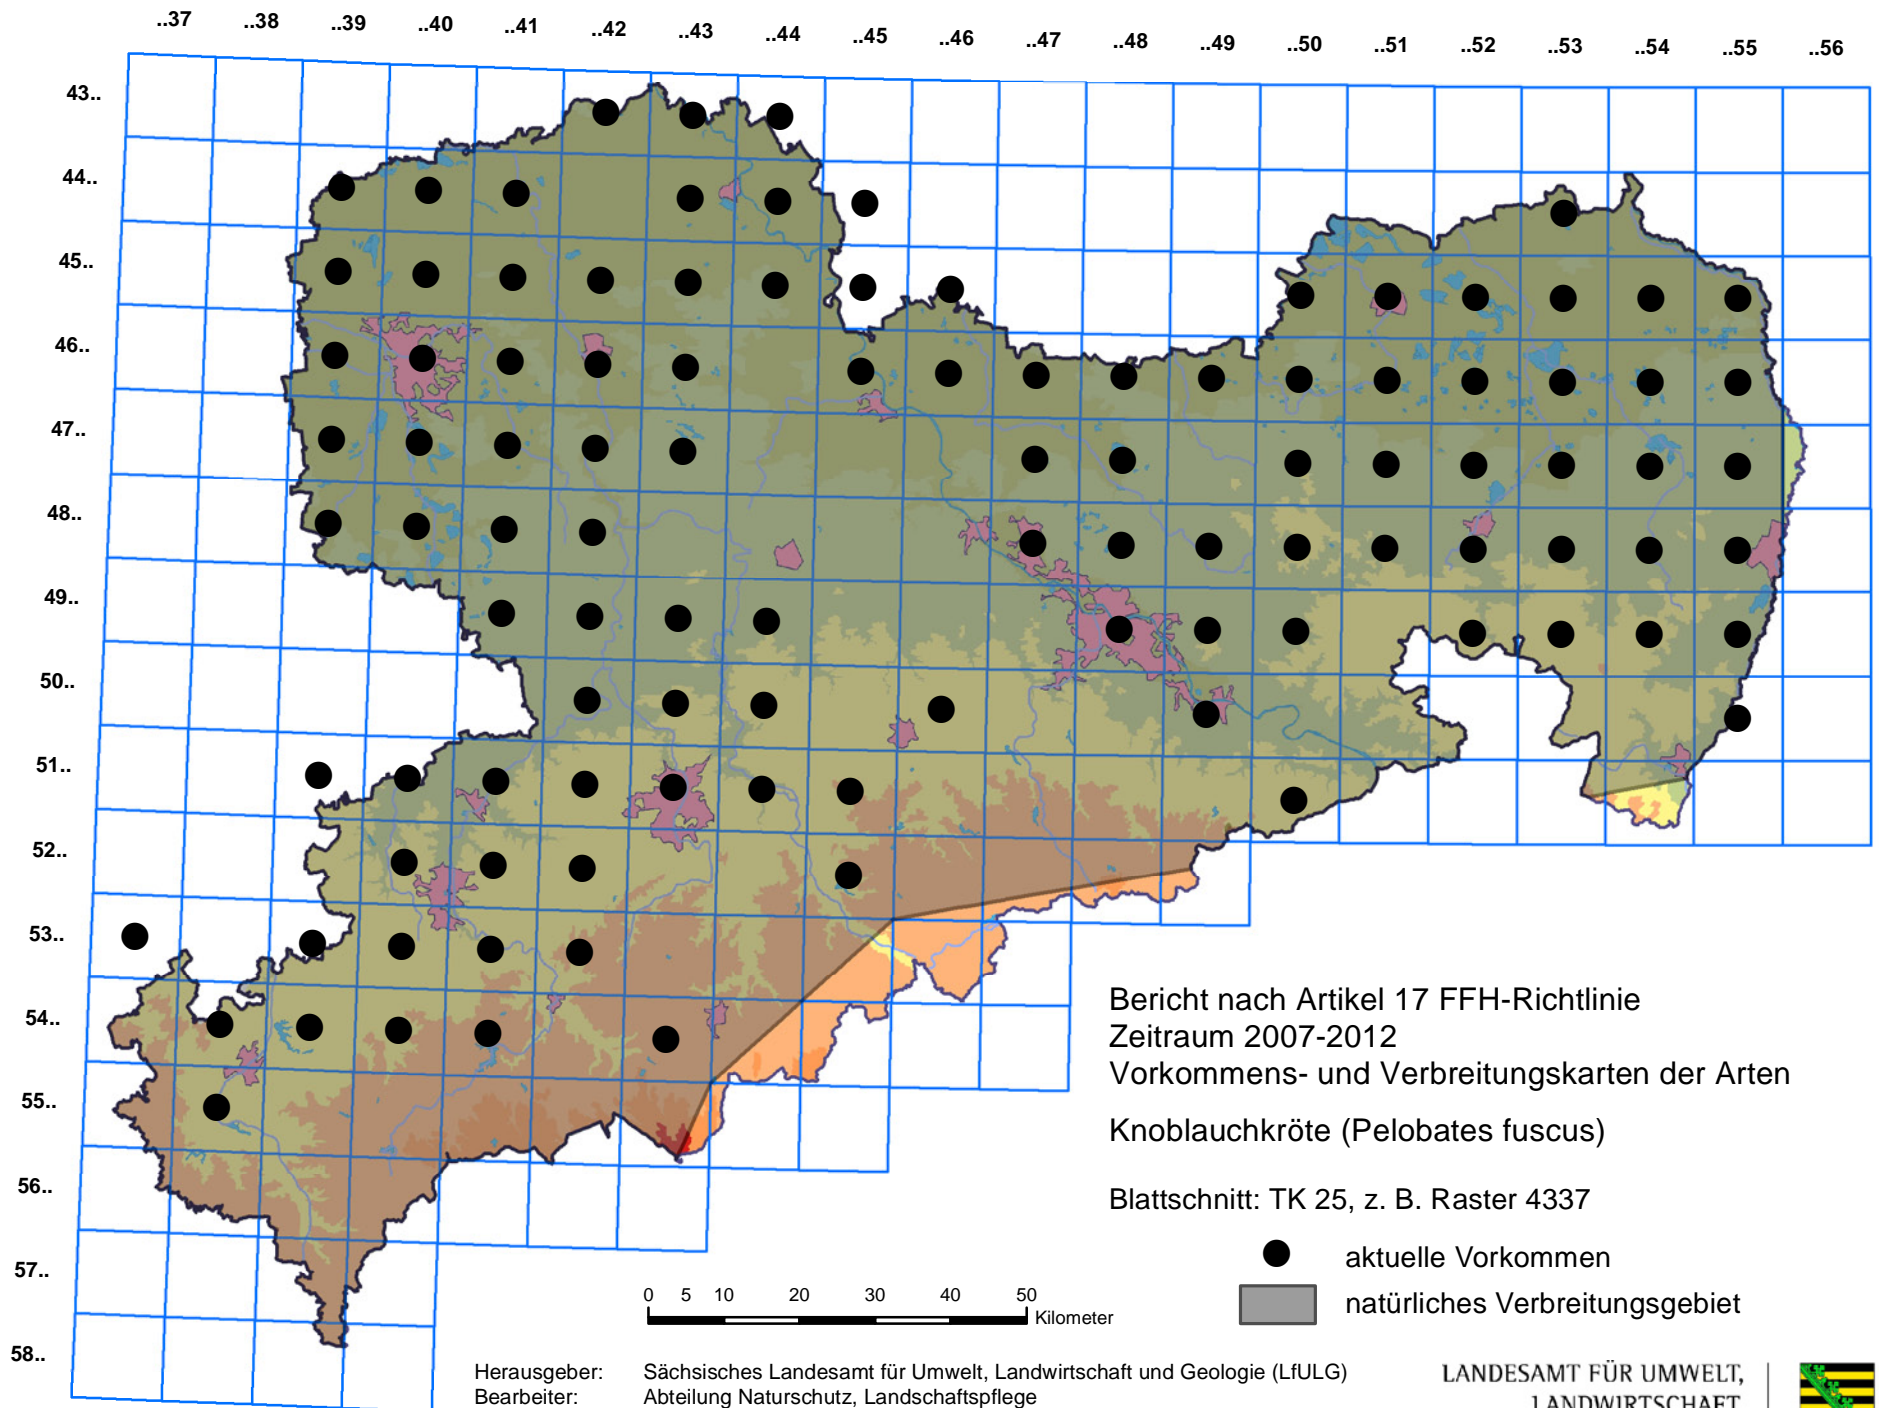 ..37 ..38 ..39 ..40 ..41 ..42 ..43 ..44 ..45 ..46 ..47 ..48 ..49 ..50 ..51 ..52 ..53 ..54 ..55 ..56
43..
44..
45..
46..
47..
48..
49..
50..
51..
52..
53..
54..
55..
56..
57..
58..
Bericht nach Artikel 17 FFH-Richtlinie
Zeitraum 2007-2012
Vorkommens- und Verbreitungskarten der Arten
Knoblauchkröte (Pelobates fuscus)
Blattschnitt: TK 25, z. B. Raster 4337
aktuelle Vorkommen
natürliches Verbreitungsgebiet
0 5 10 20 30 40 50
Kilometer
Herausgeber: Sächsisches Landesamt für Umwelt, Landwirtschaft und Geologie (LfULG)
Bearbeiter: Abteilung Naturschutz, Landschaftspflege
LANDESAMT FÜR UMWELT,
LANDWIRTSCHAFT